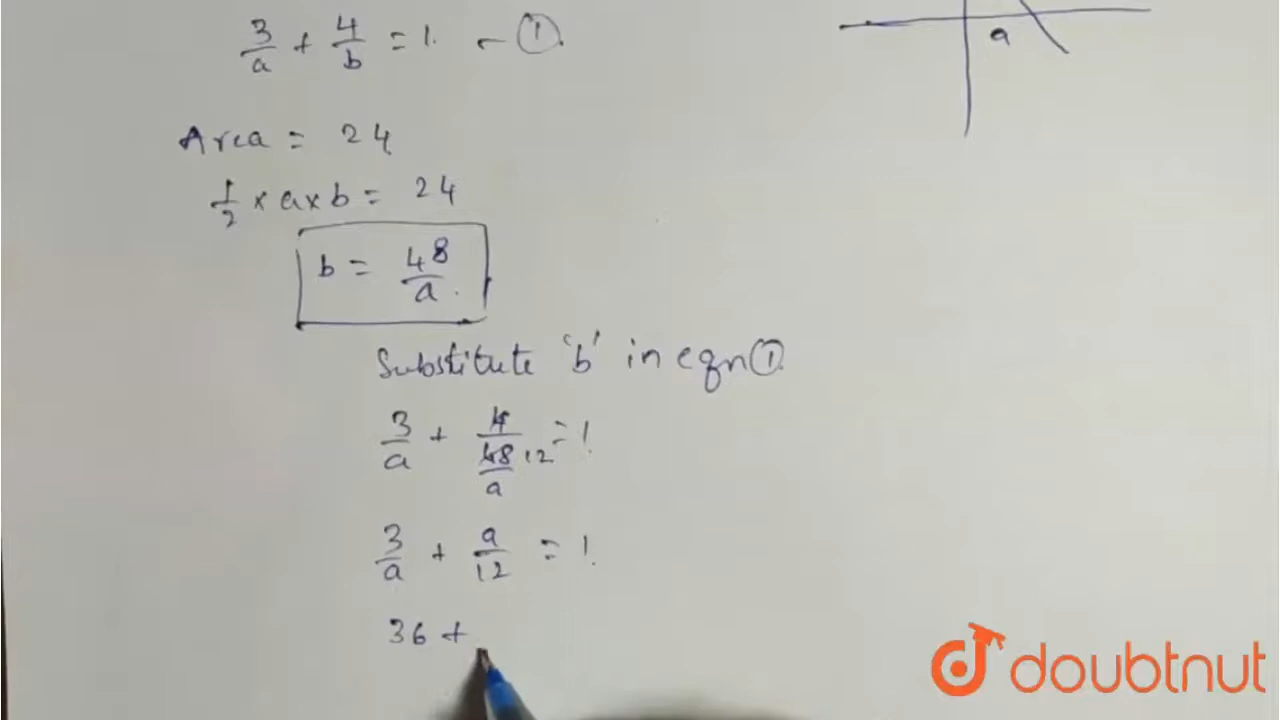 3/a + 4/b = 1. – ①.
a
Area = 24
1/2 × a × b = 24
b = 48/a.
Substitute 'b' in eqn ①.
3/a + 4/(48/a) 12 = 1.
3/a + a/12 = 1.
36 +
doubtnut